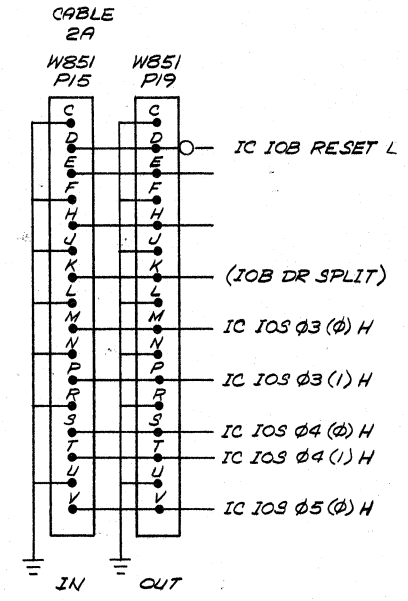 CABLE
2A
W851 W851
P15 P19
C C
D D IC IOB RESET L
E E
F F
H H
J J
K K (IOB DR SPLIT)
L L
M M IC IOS Ø3 (Ø) H
N N
P P IC IOS Ø3 (1) H
R R
S S IC IOS Ø4 (Ø) H
T T IC IOS Ø4 (1) H
U U
V V IC IOS Ø5 (Ø) H
IN OUT